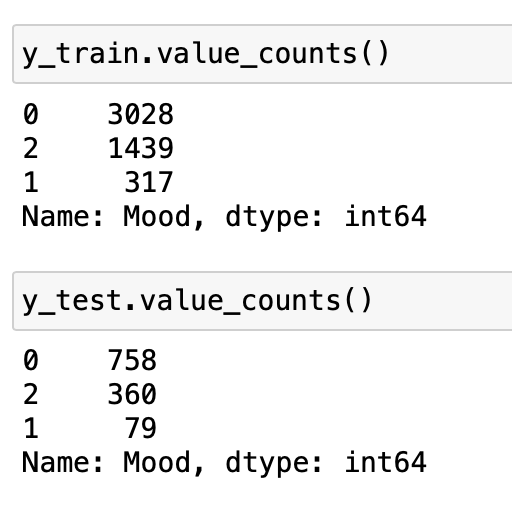 y_train.value_counts()
0    3028
2    1439
1     317
Name: Mood, dtype: int64
y_test.value_counts()
0    758
2    360
1     79
Name: Mood, dtype: int64